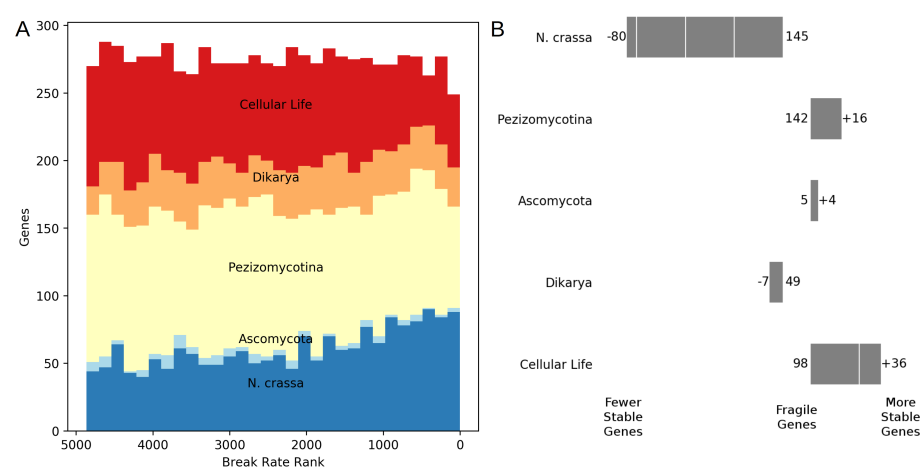 A
300
250
200
150
100
50
0
Genes
Cellular Life
Dikarya
Pezizomycotina
Ascomycota
N. crassa
5000 4000 3000 2000 1000 0
Break Rate Rank
B
N. crassa -80 145
Pezizomycotina 142 +16
Ascomycota 5 +4
Dikarya -7 49
Cellular Life 98 +36
Fewer
Stable
Genes
Fragile
Genes
More
Stable
Genes